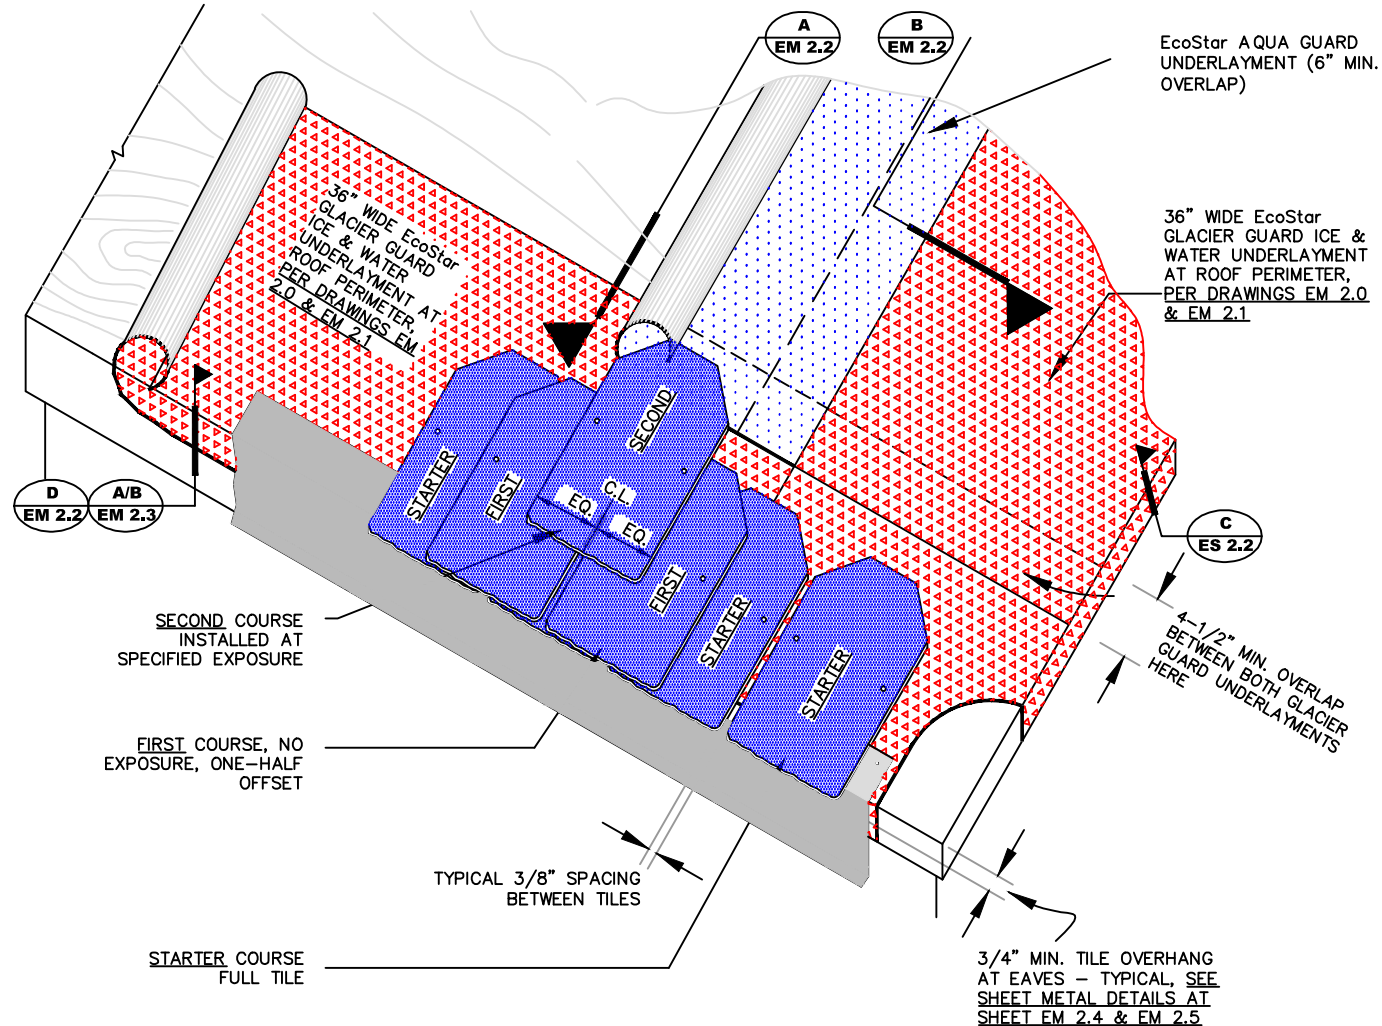 A
EM 2.2
B
EM 2.2
EcoStar AQUA GUARD
UNDERLAYMENT (6” MIN.
OVERLAP)
36” WIDE EcoStar
GLACIER GUARD
ICE & WATER
UNDERLAYMENT AT
ROOF PERIMETER,
PER DRAWINGS EM
2.0 & EM 2.1
36” WIDE EcoStar
GLACIER GUARD ICE &
WATER UNDERLAYMENT
AT ROOF PERIMETER,
PER DRAWINGS EM 2.0
& EM 2.1
SECOND
STARTER
FIRST
C.L.
EQ.
EQ.
FIRST
STARTER
STARTER
D
EM 2.2
A/B
EM 2.3
C
ES 2.2
4-1/2” MIN. OVERLAP
BETWEEN BOTH GLACIER
GUARD UNDERLAYMENTS
HERE
SECOND COURSE
INSTALLED AT
SPECIFIED EXPOSURE
FIRST COURSE, NO
EXPOSURE, ONE-HALF
OFFSET
TYPICAL 3/8” SPACING
BETWEEN TILES
STARTER COURSE
FULL TILE
3/4” MIN. TILE OVERHANG
AT EAVES – TYPICAL, SEE
SHEET METAL DETAILS AT
SHEET EM 2.4 & EM 2.5